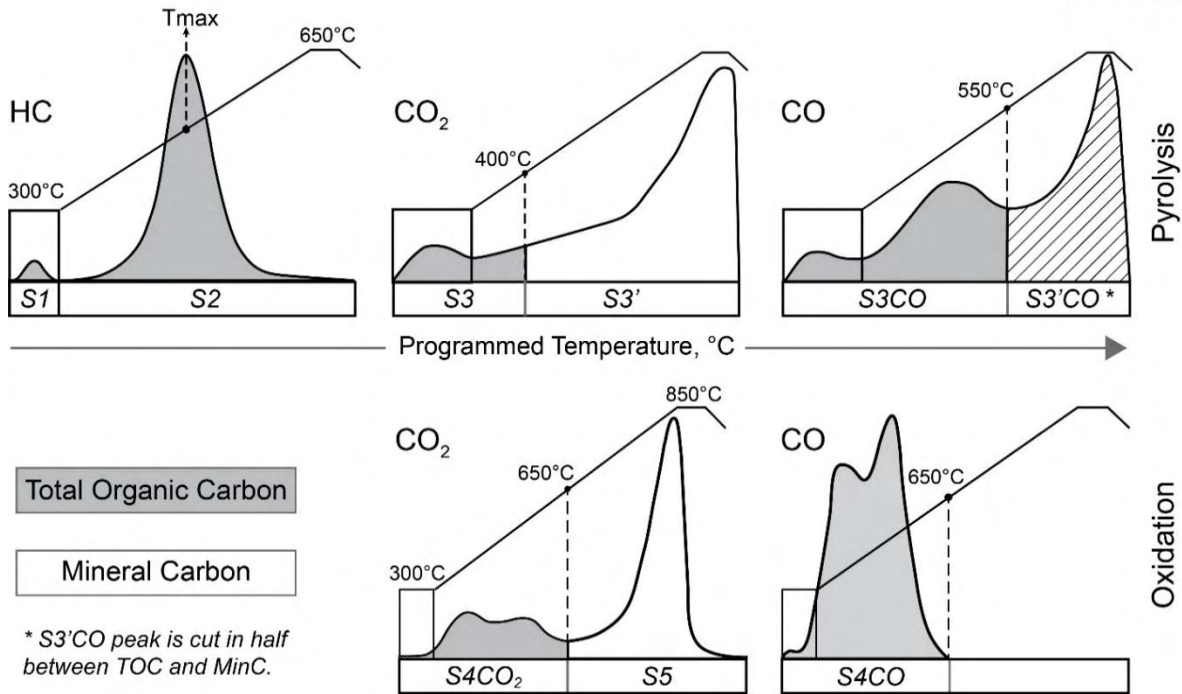 Tmax
650°C
HC
300°C
S1
S2
CO₂
400°C
S3
S3'
CO
550°C
S3CO
S3'CO *
Pyrolysis
Programmed Temperature, °C
Total Organic Carbon
Mineral Carbon
* S3'CO peak is cut in half
between TOC and MinC.
CO₂
850°C
650°C
300°C
S4CO₂
S5
CO
650°C
S4CO
Oxidation